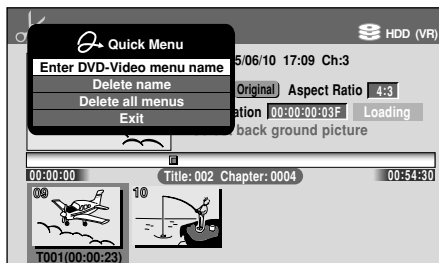 HDD (VR)
Quick Menu
Enter DVD-Video menu name
Delete name
Delete all menus
Exit
5/06/10 17:09 Ch:3
Original Aspect Ratio 4:3
ation 00:00:00:03F Loading
back ground picture
00:00:00 Title: 002 Chapter: 0004 00:54:30
09 10
T001(00:00:23)